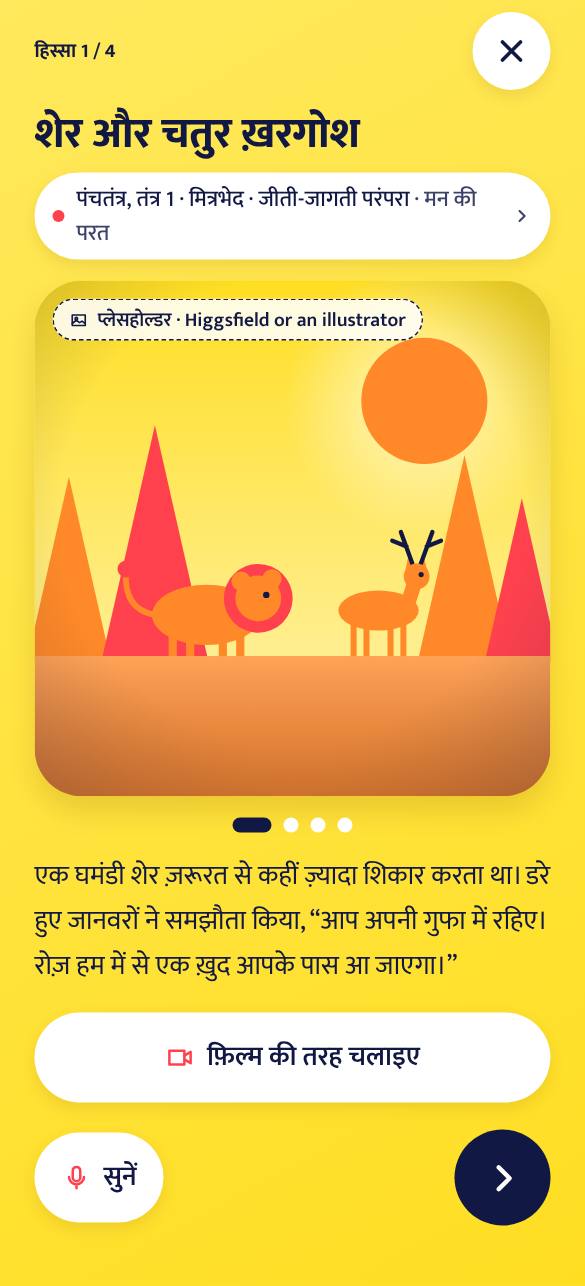 हिस्सा 1 / 4
शेर और चतुर ख़रगोश
पंचतंत्र, तंत्र 1 · मित्रभेद · जीती-जागती परंपरा · मन की
परत
प्लेसहोल्डर · Higgsfield or an illustrator
एक घमंडी शेर ज़रूरत से कहीं ज़्यादा शिकार करता था। डरे
हुए जानवरों ने समझौता किया, “आप अपनी गुफा में रहिए।
रोज़ हम में से एक ख़ुद आपके पास आ जाएगा।”
फ़िल्म की तरह चलाइए
सुनें